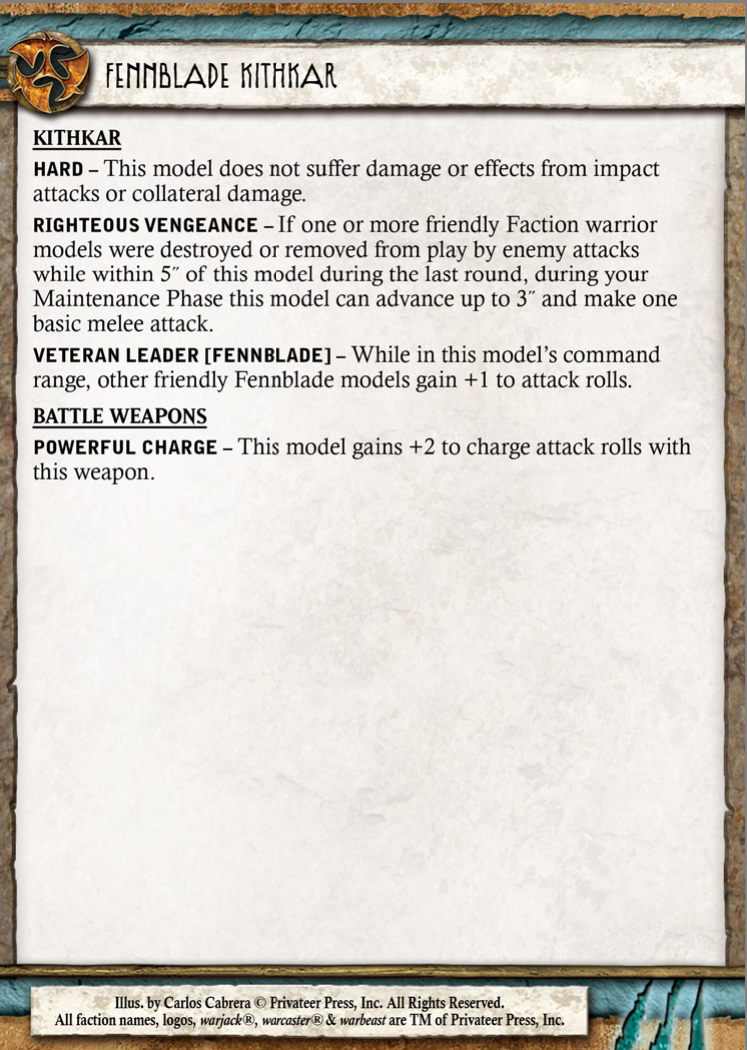 FENNBLADE KITHKAR
KITHKAR
HARD – This model does not suffer damage or effects from impact
attacks or collateral damage.
RIGHTEOUS VENGEANCE – If one or more friendly Faction warrior
models were destroyed or removed from play by enemy attacks
while within 5˝ of this model during the last round, during your
Maintenance Phase this model can advance up to 3˝ and make one
basic melee attack.
VETERAN LEADER [FENNBLADE] – While in this model’s command
range, other friendly Fennblade models gain +1 to attack rolls.
BATTLE WEAPONS
POWERFUL CHARGE – This model gains +2 to charge attack rolls with
this weapon.
Illus. by Carlos Cabrera © Privateer Press, Inc. All Rights Reserved.
All faction names, logos, warjack®, warcaster® & warbeast are TM of Privateer Press, Inc.